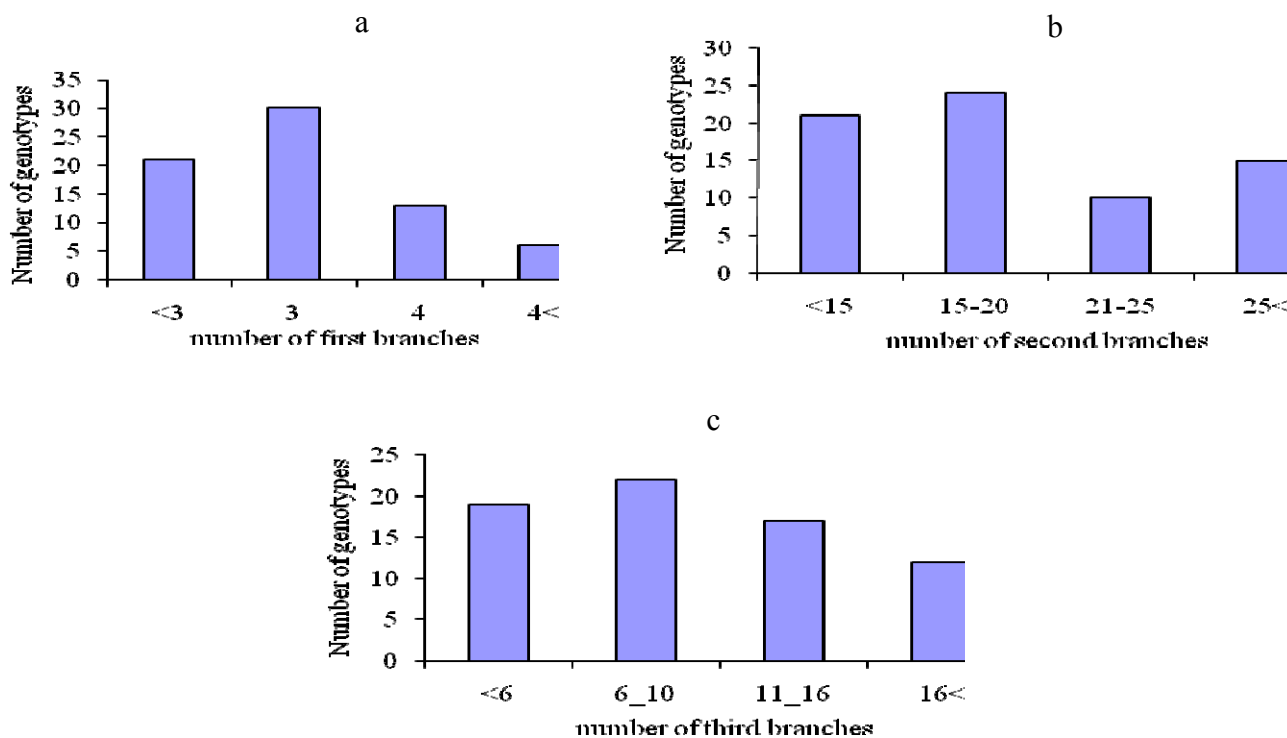 a
Number of genotypes
35
30
25
20
15
10
5
0
<3 3 4 4<
number of first branches
b
Number of genotypes
30
25
20
15
10
5
0
<15 15-20 21-25 25<
number of second branches
c
Number of genotypes
25
20
15
10
5
0
<6 6_10 11_16 16<
number of third branches